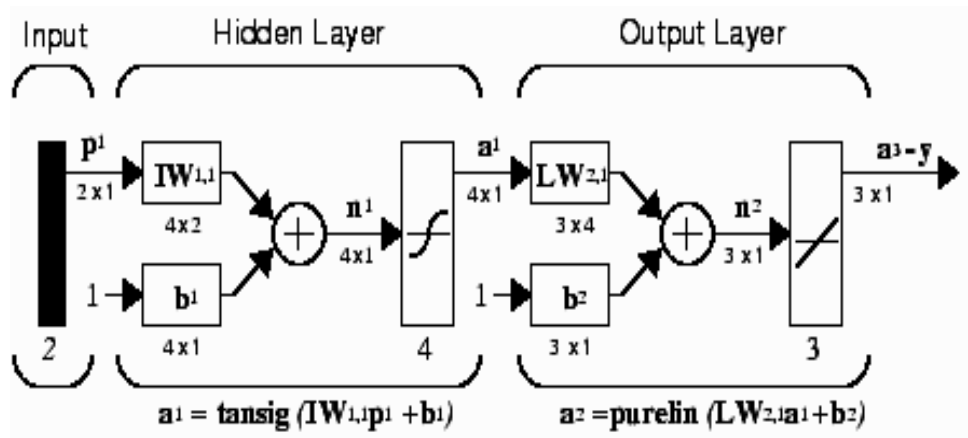 Input Hidden Layer Output Layer
p1 a1 a3 - y
IW1,1 LW2,1
2 x 1 4 x 2 n1 4 x 1 3 x 4 n2 3 x 1
4 x 1 3 x 1
1 b1 1 b2
2 4 x 1 4 3 x 1 3
a1 = tansig (IW1,1p1 +b1) a2 =purelin (LW2,1a1+b2)